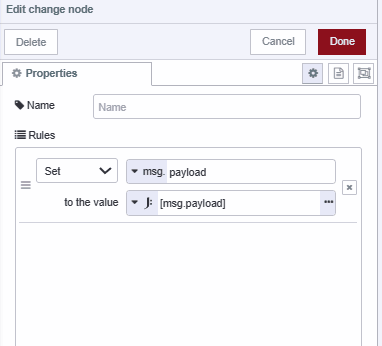 Edit change node
Delete
Cancel
Done
Properties
Name
Name
Rules
Set
msg. payload
to the value
J: [msg.payload]